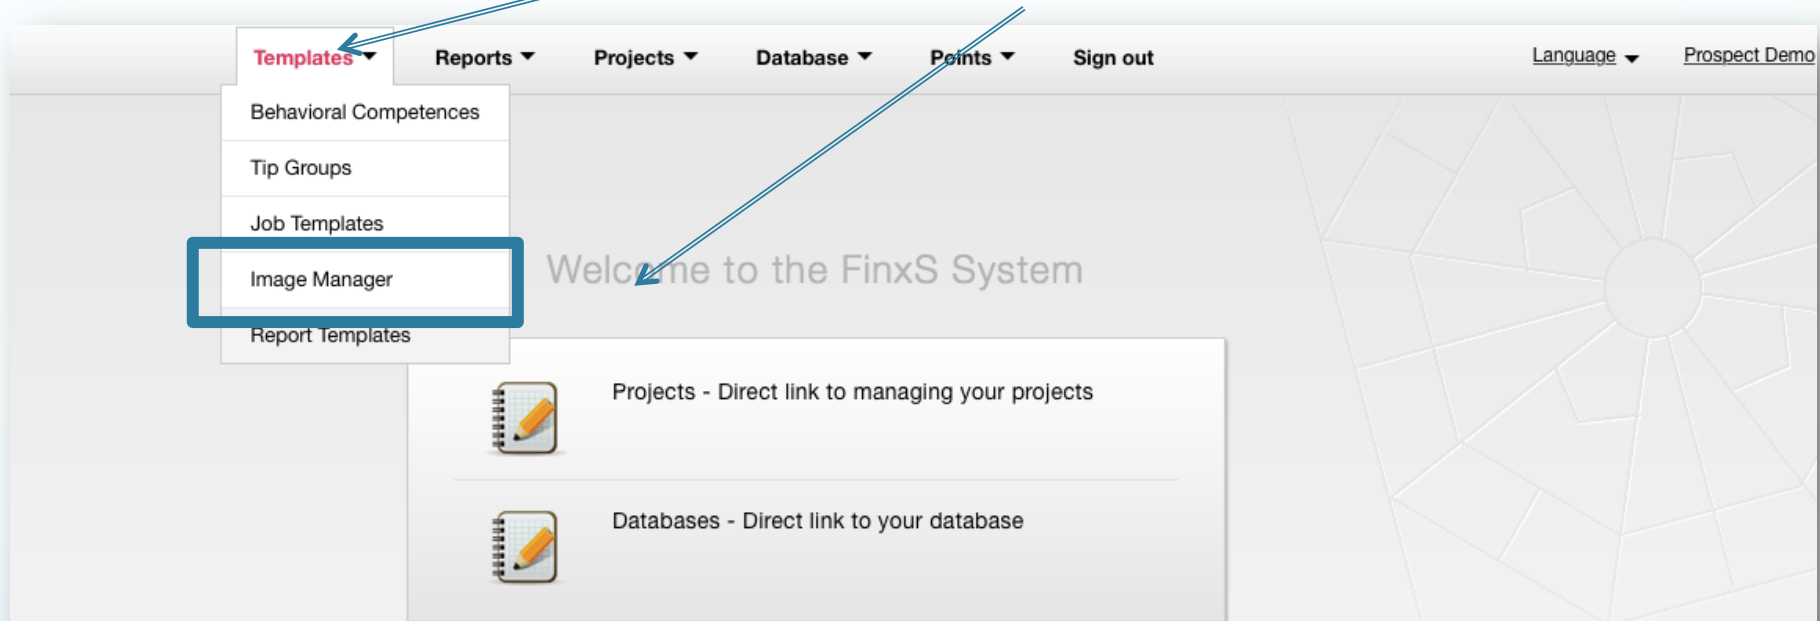 Templates Reports Projects Database Points Sign out Language Prospect Demo
Behavioral Competences
Tip Groups
Job Templates
Image Manager
Report Templates
Welcome to the FinxS System
Projects - Direct link to managing your projects
Databases - Direct link to your database